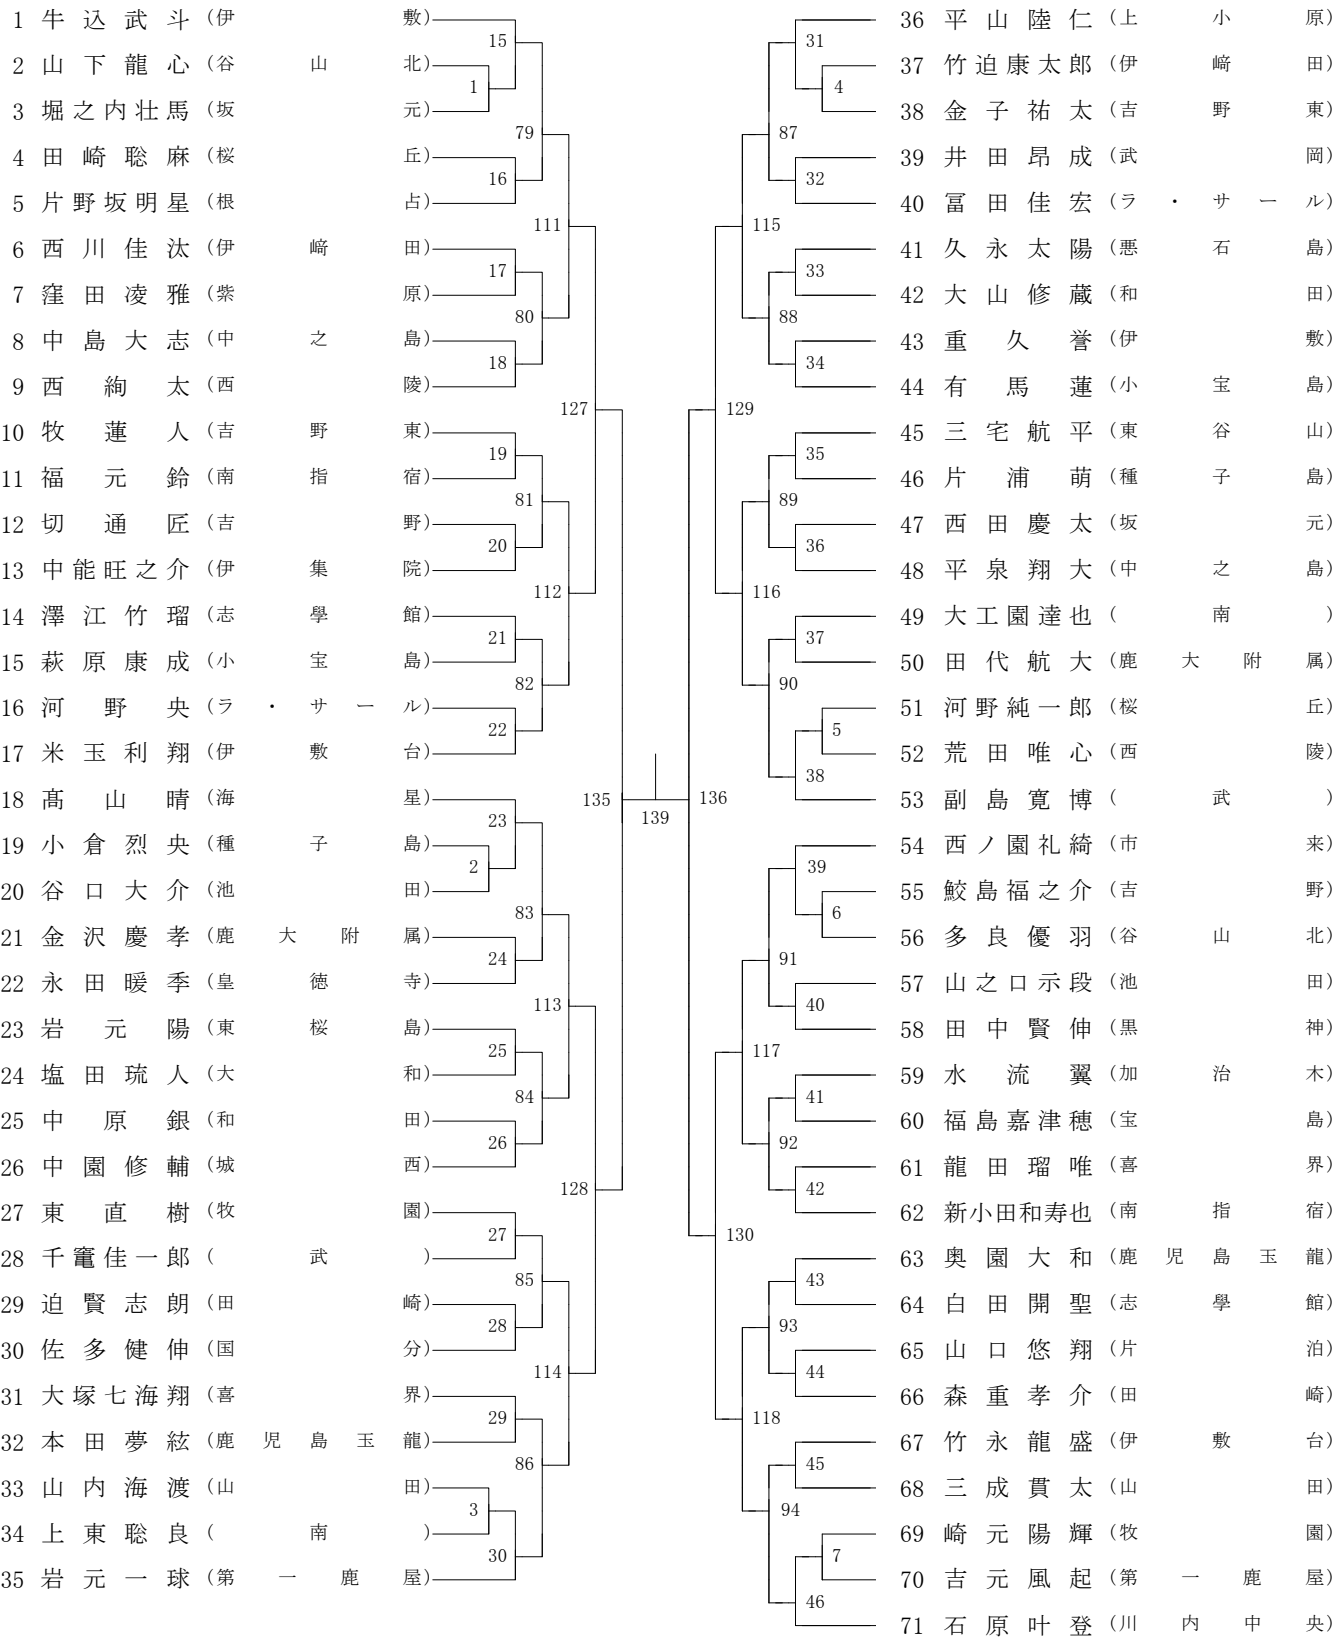 1 牛込武斗 (伊敷)
2 山下龍心 (谷山北)
3 堀之内壮馬 (坂元)
4 田崎聡麻 (桜丘)
5 片野坂明星 (根占)
6 西川佳汰 (伊﨑田)
7 窪田凌雅 (紫原)
8 中島大志 (中之島)
9 西絢太 (西陵)
10 牧蓮人 (吉野東)
11 福元鈴 (南指宿)
12 切通匠 (吉野)
13 中能旺之介 (伊集院)
14 澤江竹瑠 (志學館)
15 萩原康成 (小宝島)
16 河野央 (ラ・サール)
17 米玉利翔 (伊敷台)
18 髙山晴 (海星)
19 小倉烈央 (種子島)
20 谷口大介 (池田)
21 金沢慶孝 (鹿大附属)
22 永田暖季 (皇徳寺)
23 岩元陽 (東桜島)
24 塩田琉人 (大和)
25 中原銀 (和田)
26 中園修輔 (城西)
27 東直樹 (牧園)
28 千竃佳一郎 (武)
29 迫賢志朗 (田崎)
30 佐多健伸 (国分)
31 大塚七海翔 (喜界)
32 本田夢絃 (鹿児島玉龍)
33 山内海渡 (山田)
34 上東聡良 (南)
35 岩元一球 (第一鹿屋)
15
1
79
16
111
17
80
18
127
19
81
20
112
21
82
22
135
23
2
83
24
113
25
84
26
128
27
85
28
114
29
86
3
30
139
136
31
4
87
32
115
33
88
34
129
35
89
36
116
37
90
5
38
39
6
91
40
117
41
92
42
130
43
93
44
118
45
94
7
46
36 平山陸仁 (上小原)
37 竹迫康太郎 (伊﨑田)
38 金子祐太 (吉野東)
39 井田昂成 (武岡)
40 冨田佳宏 (ラ・サール)
41 久永太陽 (悪石島)
42 大山修蔵 (和田)
43 重久誉 (伊敷)
44 有馬蓮 (小宝島)
45 三宅航平 (東谷山)
46 片浦萌 (種子島)
47 西田慶太 (坂元)
48 平泉翔大 (中之島)
49 大工園達也 (南)
50 田代航大 (鹿大附属)
51 河野純一郎 (桜丘)
52 荒田唯心 (西陵)
53 副島寛博 (武)
54 西ノ園礼綺 (市来)
55 鮫島福之介 (吉野)
56 多良優羽 (谷山北)
57 山之口示段 (池田)
58 田中賢伸 (黒神)
59 水流翼 (加治木)
60 福島嘉津穂 (宝島)
61 龍田瑠唯 (喜界)
62 新小田和寿也 (南指宿)
63 奥園大和 (鹿児島玉龍)
64 白田開聖 (志學館)
65 山口悠翔 (片泊)
66 森重孝介 (田崎)
67 竹永龍盛 (伊敷台)
68 三成貫太 (山田)
69 崎元陽輝 (牧園)
70 吉元風起 (第一鹿屋)
71 石原叶登 (川内中央)